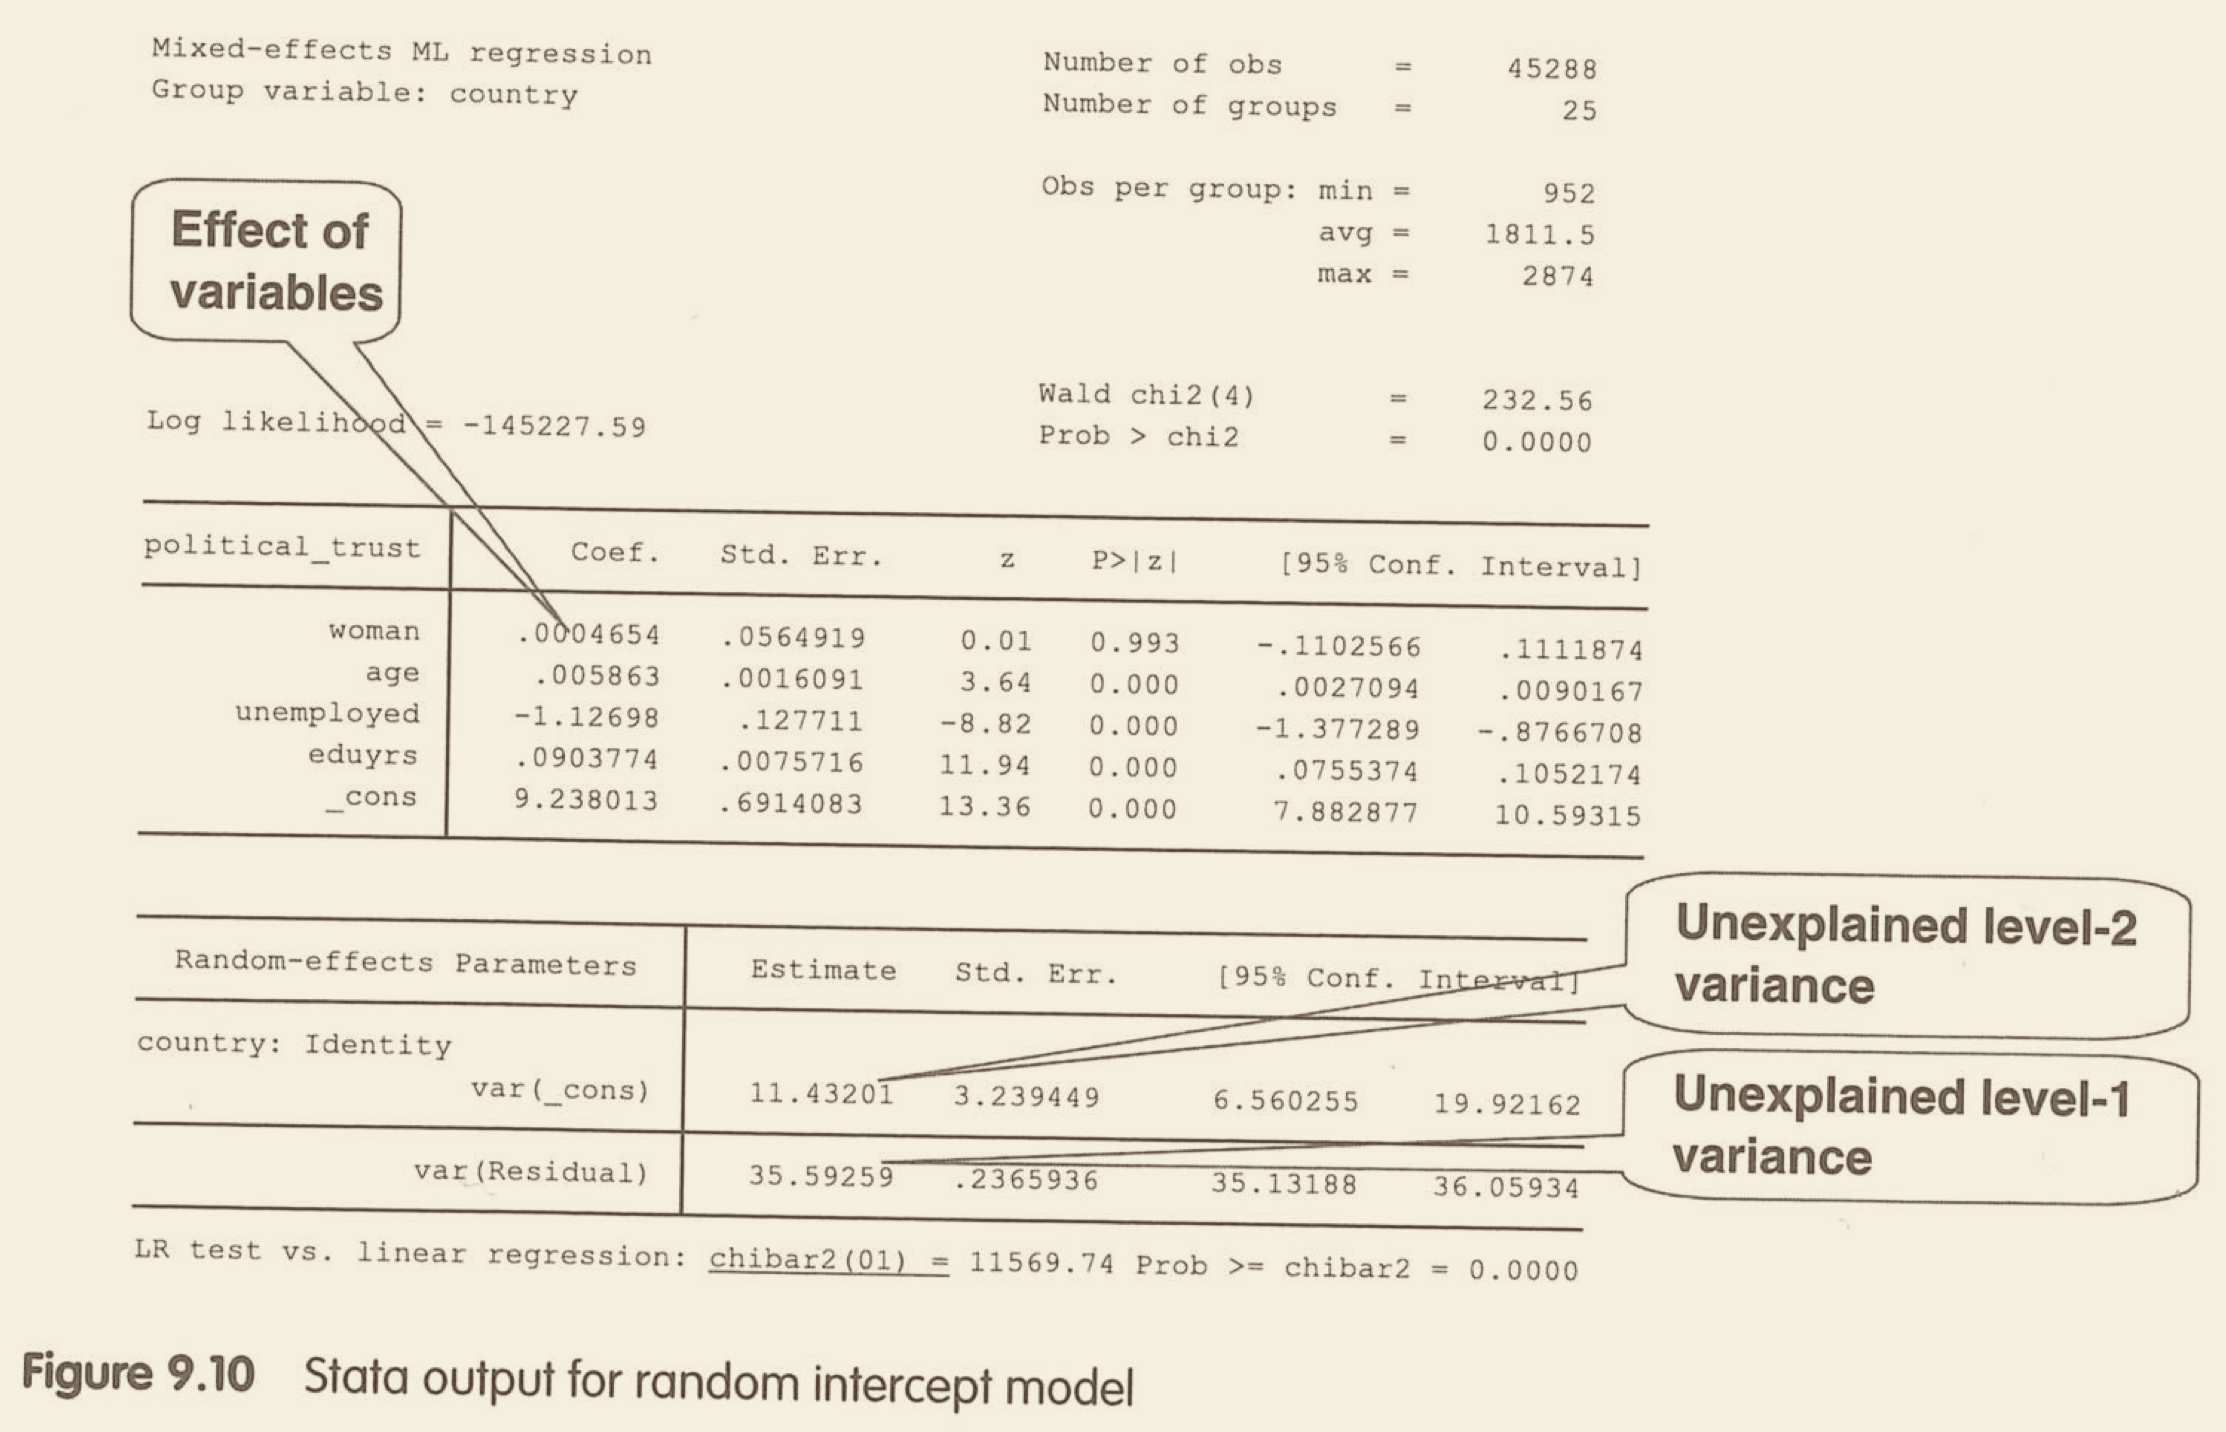 Mixed-effects ML regression
Group variable: country
Number of obs = 45288
Number of groups = 25
Obs per group: min = 952
avg = 1811.5
max = 2874
Effect of
variables
Wald chi2(4) = 232.56
Log likelihood = -145227.59
Prob > chi2 = 0.0000
political_trust Coef. Std. Err. z P>|z| [95% Conf. Interval]
woman .0004654 .0564919 0.01 0.993 -.1102566 .1111874
age .005863 .0016091 3.64 0.000 .0027094 .0090167
unemployed -1.12698 .127711 -8.82 0.000 -1.377289 -.8766708
eduyrs .0903774 .0075716 11.94 0.000 .0755374 .1052174
_cons 9.238013 .6914083 13.36 0.000 7.882877 10.59315
Unexplained level-2
variance
Random-effects Parameters Estimate Std. Err. [95% Conf. Interval]
country: Identity
var(_cons) 11.43201 3.239449 6.560255 19.92162
Unexplained level-1
variance
var(Residual) 35.59259 .2365936 35.13188 36.05934
LR test vs. linear regression: chibar2(01) = 11569.74 Prob >= chibar2 = 0.0000
Figure 9.10 Stata output for random intercept model